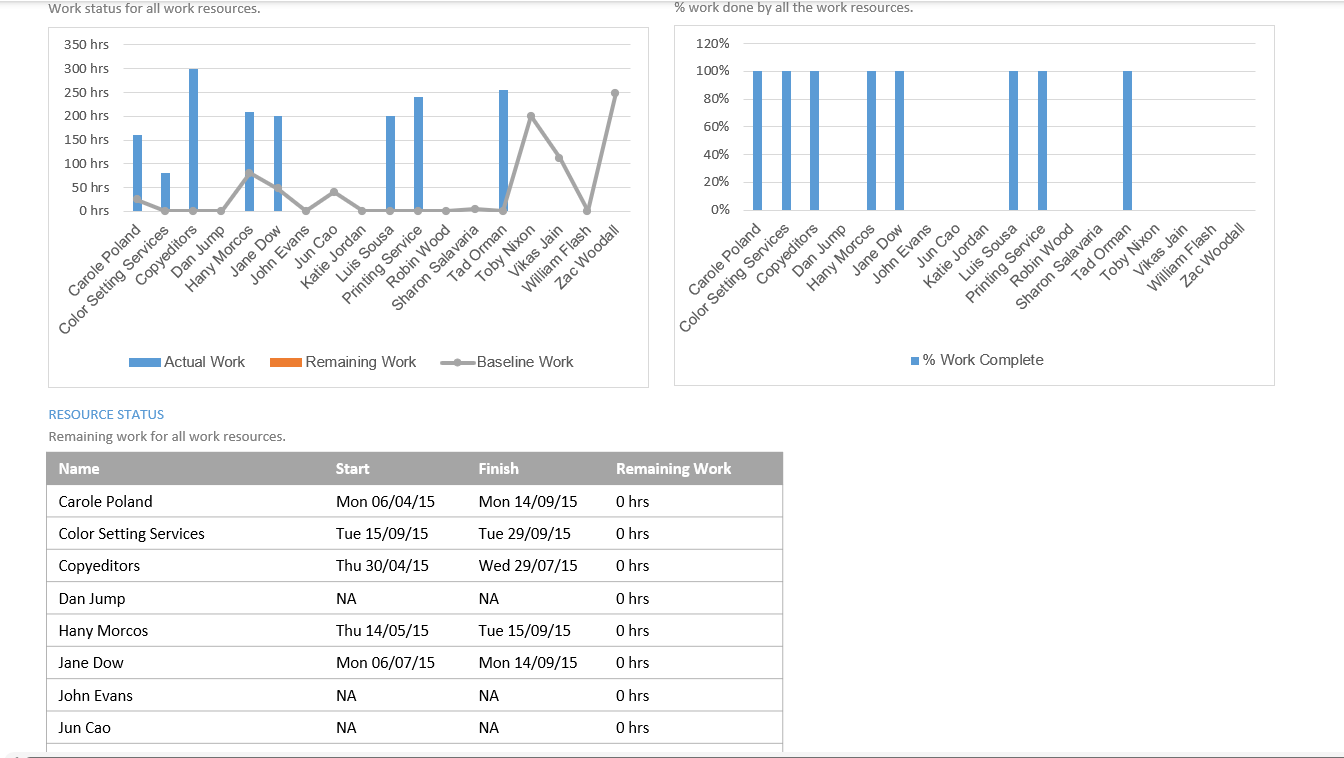 Work status for all work resources.
350 hrs
300 hrs
250 hrs
200 hrs
150 hrs
100 hrs
50 hrs
0 hrs
Carole Poland
Color Setting Services
Copyeditors
Dan Jump
Hany Morcos
Jane Dow
John Evans
Jun Cao
Katie Jordan
Luis Sousa
Printing Service
Robin Wood
Sharon Salavaria
Tad Orman
Toby Nixon
Vikas Jain
William Flash
Zac Woodall
Actual Work Remaining Work Baseline Work
% work done by all the work resources.
120%
100%
80%
60%
40%
20%
0%
Carole Poland
Color Setting Services
Copyeditors
Dan Jump
Hany Morcos
Jane Dow
John Evans
Jun Cao
Katie Jordan
Luis Sousa
Printing Service
Robin Wood
Sharon Salavaria
Tad Orman
Toby Nixon
Vikas Jain
William Flash
Zac Woodall
% Work Complete
RESOURCE STATUS
Remaining work for all work resources.
Name Start Finish Remaining Work
Carole Poland Mon 06/04/15 Mon 14/09/15 0 hrs
Color Setting Services Tue 15/09/15 Tue 29/09/15 0 hrs
Copyeditors Thu 30/04/15 Wed 29/07/15 0 hrs
Dan Jump NA NA 0 hrs
Hany Morcos Thu 14/05/15 Tue 15/09/15 0 hrs
Jane Dow Mon 06/07/15 Mon 14/09/15 0 hrs
John Evans NA NA 0 hrs
Jun Cao NA NA 0 hrs